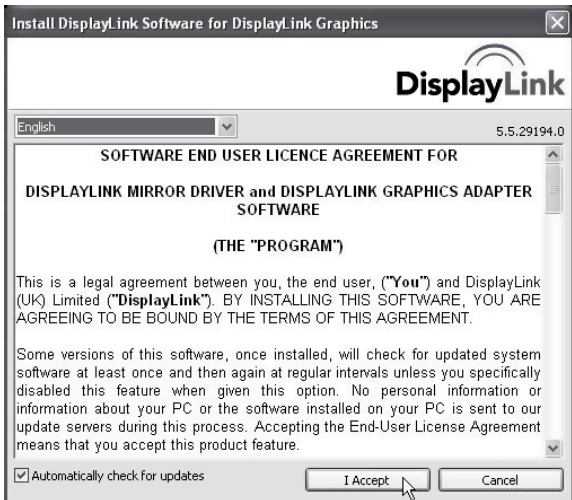 Install DisplayLink Software for DisplayLink Graphics
DisplayLink
English
5.5.29194.0
SOFTWARE END USER LICENCE AGREEMENT FOR
DISPLAYLINK MIRROR DRIVER and DISPLAYLINK GRAPHICS ADAPTER
SOFTWARE
(THE "PROGRAM")
This is a legal agreement between you, the end user, ("You") and DisplayLink
(UK) Limited ("DisplayLink"). BY INSTALLING THIS SOFTWARE, YOU ARE
AGREEING TO BE BOUND BY THE TERMS OF THIS AGREEMENT.
Some versions of this software, once installed, will check for updated system
software at least once and then again at regular intervals unless you specifically
disabled this feature when given this option. No personal information or
information about your PC or the software installed on your PC is sent to our
update servers during this process. Accepting the End-User License Agreement
means that you accept this product feature.
Automatically check for updates
I Accept
Cancel